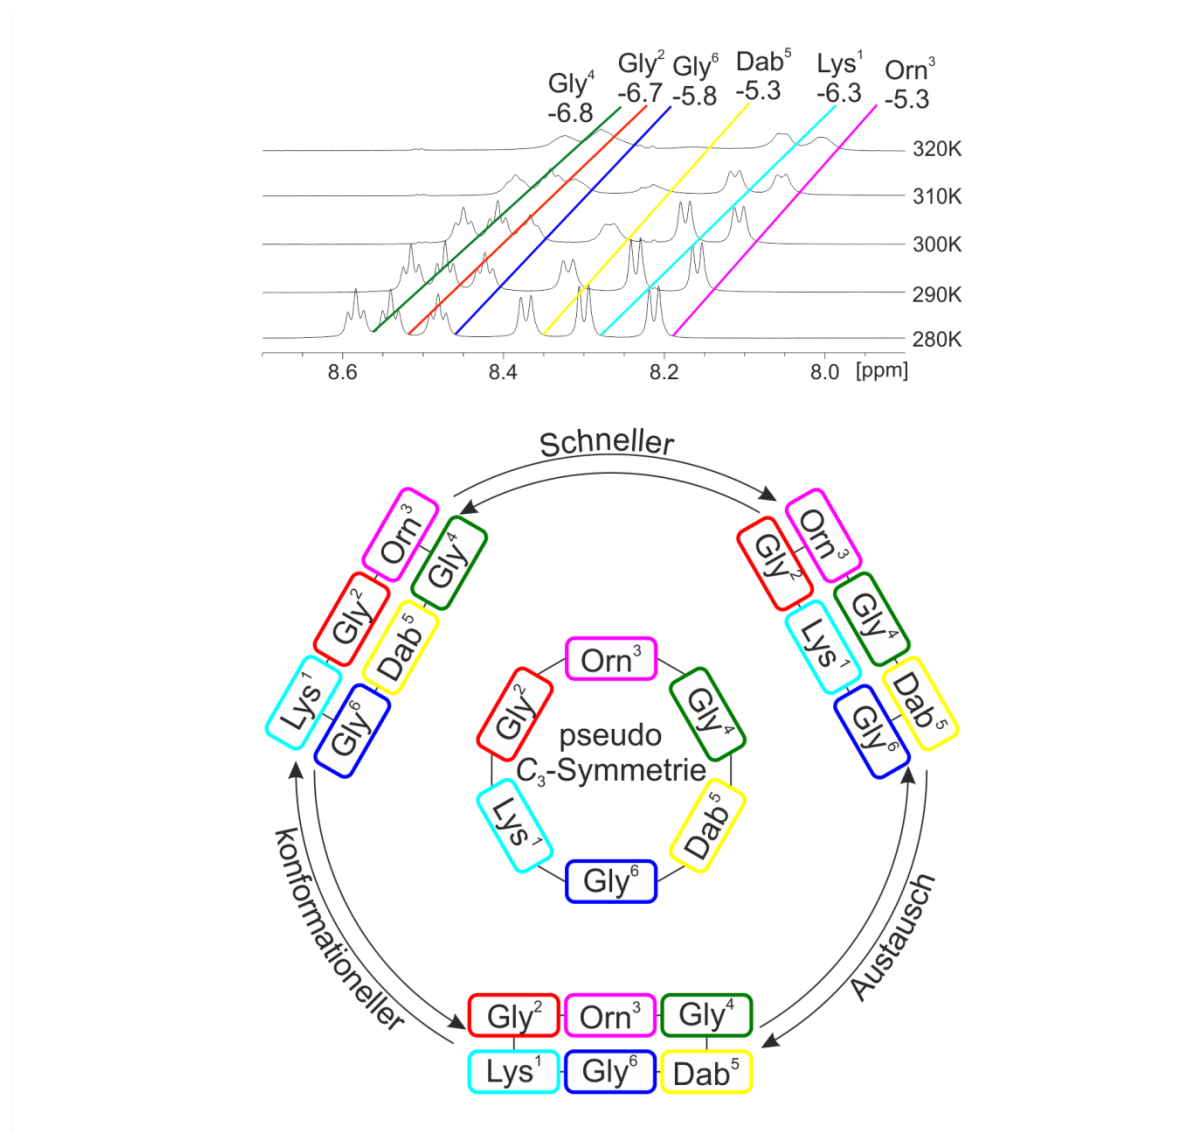 Gly⁴ Gly² Gly⁶ Dab⁵ Lys¹ Orn³
-6.8 -6.7 -5.8 -5.3 -6.3 -5.3
320K
310K
300K
290K
280K
8.6 8.4 8.2 8.0 [ppm]
Schneller
Orn³
Gly⁴
Gly²
Dab⁵
Lys¹
Gly⁶
Orn³
Gly²
Gly⁴
Lys¹
Dab⁵
Gly⁶
Orn³
Gly²
Gly⁴
pseudo
C₃-Symmetrie
Lys¹
Dab⁵
Gly⁶
konformationeller
Austausch
Gly² Orn³ Gly⁴
Lys¹ Gly⁶ Dab⁵